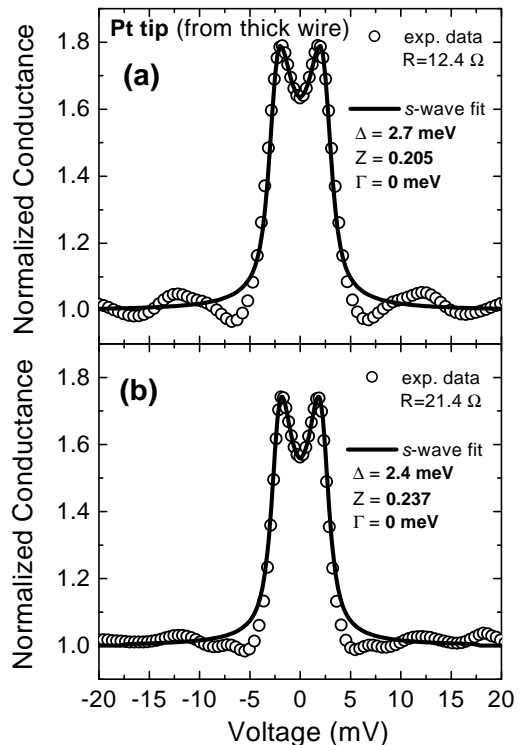 Pt tip (from thick wire)
(a)
exp. data
R=12.4 Ω
s-wave fit
Δ = 2.7 meV
Z = 0.205
Γ = 0 meV
Normalized Conductance
1.8
1.6
1.4
1.2
1.0
(b)
exp. data
R=21.4 Ω
s-wave fit
Δ = 2.4 meV
Z = 0.237
Γ = 0 meV
Normalized Conductance
1.8
1.6
1.4
1.2
1.0
-20 -15 -10 -5 0 5 10 15 20
Voltage (mV)